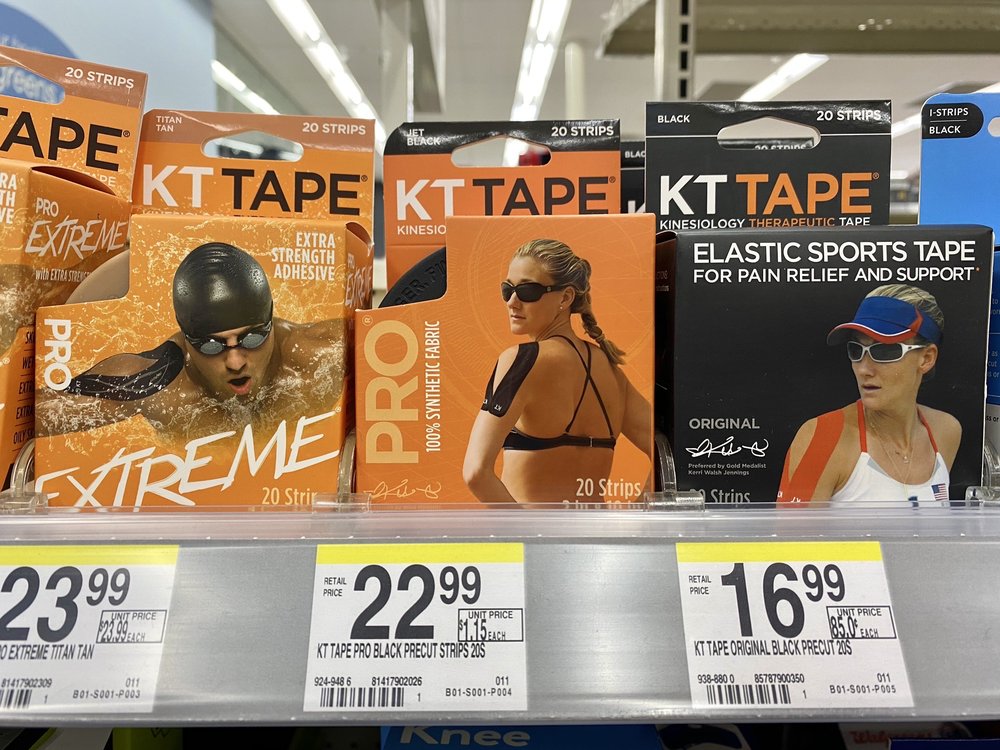 greens
20 STRIPS
TAPE®
PRO
EXTREME
TITAN
TAN
20 STRIPS
KT TAPE®
EXTRA
STRENGTH
ADHESIVE
PRO
EXTREME®
20 Strip
JET
BLACK
20 STRIPS
KT TAPE®
KINESIO
PRO®
100% SYNTHETIC FABRIC
20 Strips
BLACK
20 STRIPS
KT TAPE®
KINESIOLOGY THERAPEUTIC TAPE
ELASTIC SPORTS TAPE
FOR PAIN RELIEF AND SUPPORT*
ORIGINAL
Preferred by Gold Medalist
Kerri Walsh Jennings
20 Strips
I-STRIPS
BLACK
23 99
UNIT PRICE
$23.99 EACH
O EXTREME TITAN TAN
81417902309
011
B01-S001-P003
RETAIL
PRICE
22 99
UNIT PRICE
$1.15 EACH
KT TAPE PRO BLACK PRECUT STRIPS 20S
924-948 6
81417902026
011
1
B01-S001-P004
RETAIL
PRICE
16 99
UNIT PRICE
85.0¢ EACH
KT TAPE ORIGINAL BLACK PRECUT 20S
938-880 0
85787900350
011
1
B01-S001-P005
Knee